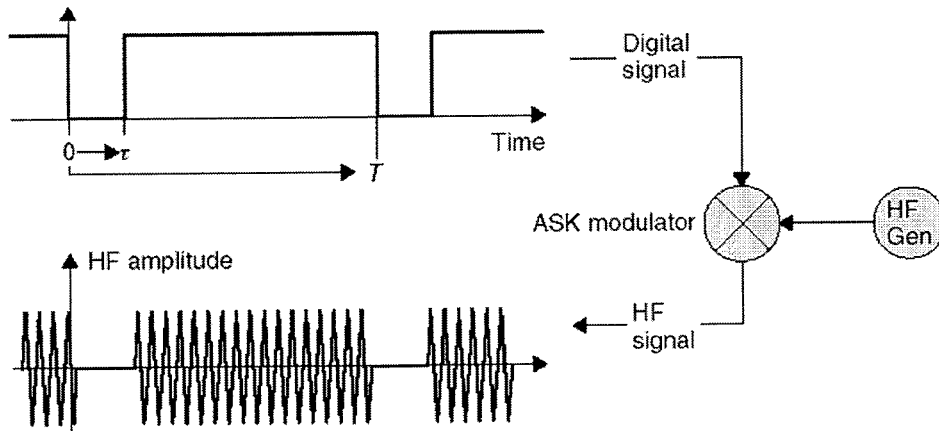 Digital
signal
Time
0 τ
T
ASK modulator
HF
Gen
HF amplitude
HF
signal